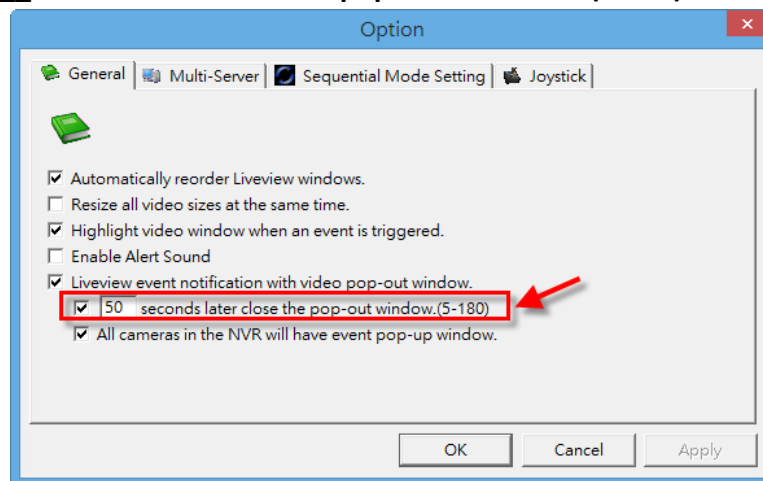 Option
General
Multi-Server
Sequential Mode Setting
Joystick
Automatically reorder Liveview windows.
Resize all video sizes at the same time.
Highlight video window when an event is triggered.
Enable Alert Sound
Liveview event notification with video pop-out window.
50 seconds later close the pop-out window.(5-180)
All cameras in the NVR will have event pop-up window.
OK
Cancel
Apply